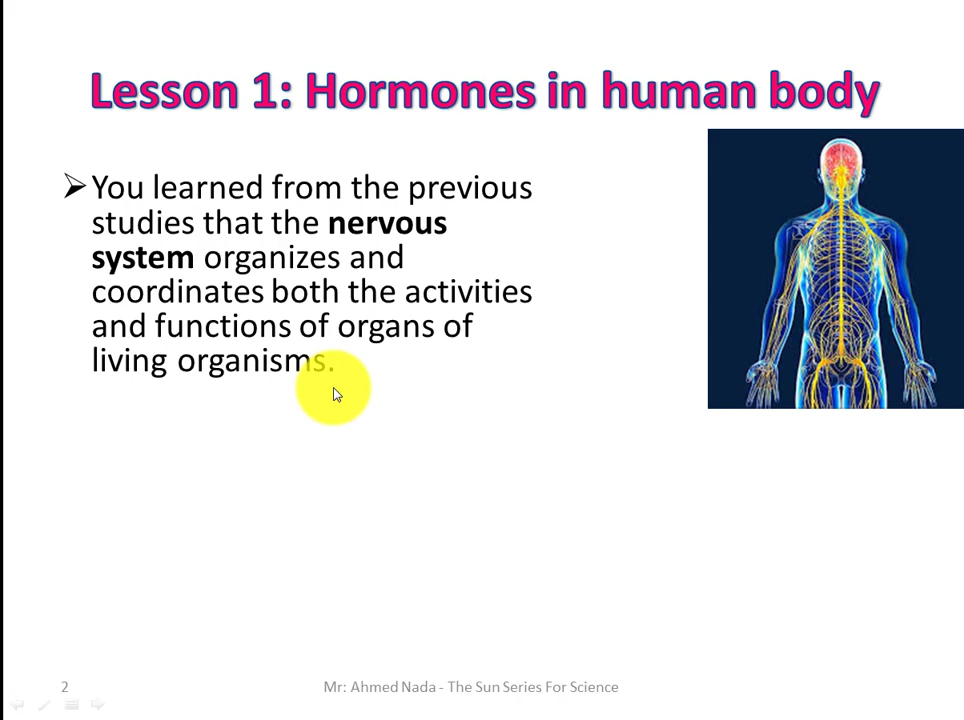 Lesson 1: Hormones in human body
You learned from the previous
studies that the nervous
system organizes and
coordinates both the activities
and functions of organs of
living organisms.
2
Mr: Ahmed Nada - The Sun Series For Science